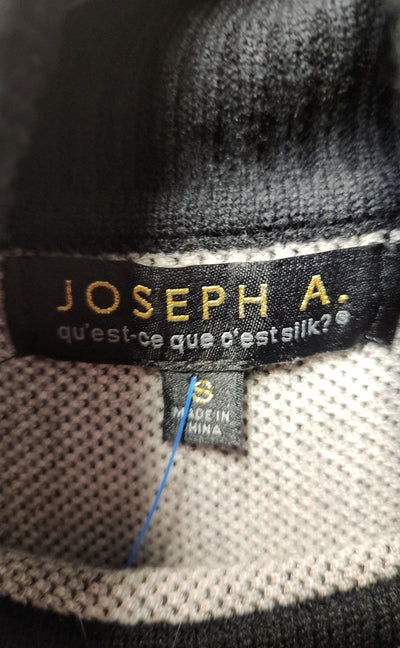 JOSEPH A.
qu'est-ce que c'est silk?®
S
MADE IN
CHINA